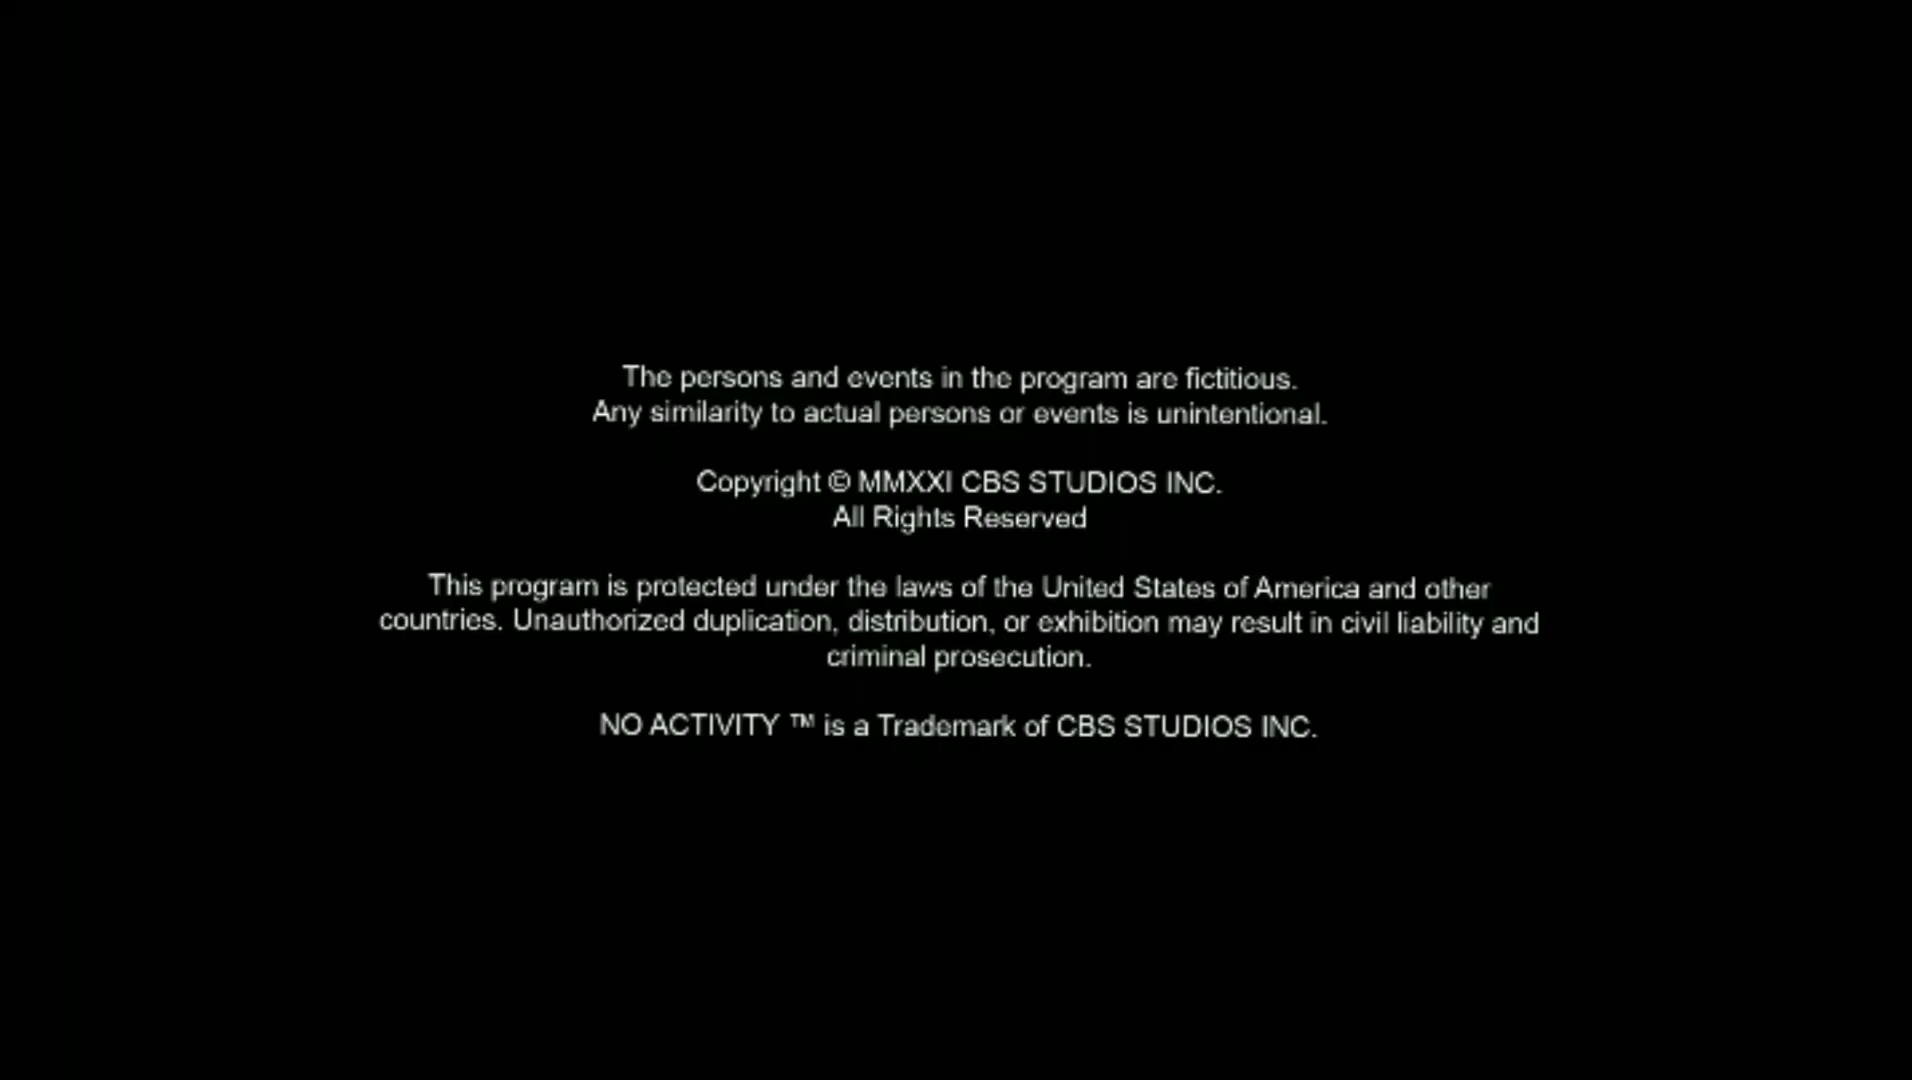 The persons and events in the program are fictitious.
Any similarity to actual persons or events is unintentional.
Copyright © MMXXI CBS STUDIOS INC.
All Rights Reserved
This program is protected under the laws of the United States of America and other
countries. Unauthorized duplication, distribution, or exhibition may result in civil liability and
criminal prosecution.
NO ACTIVITY ™ is a Trademark of CBS STUDIOS INC.